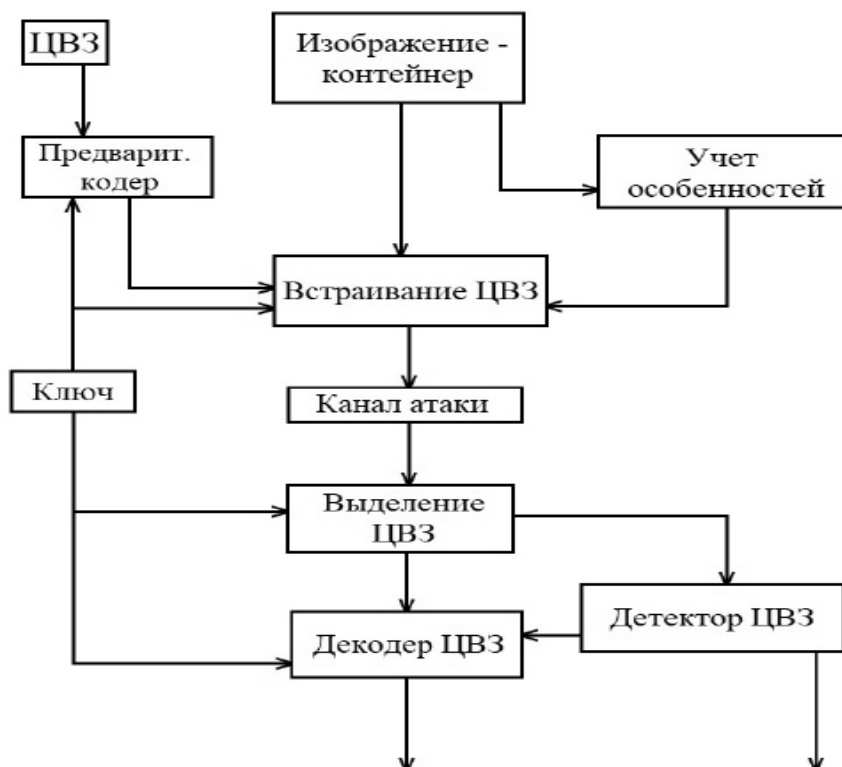 ЦВЗ
Изображение -
контейнер
Предварит.
кодер
Учет
особенностей
Встраивание ЦВЗ
Ключ
Канал атаки
Выделение
ЦВЗ
Детектор ЦВЗ
Декодер ЦВЗ